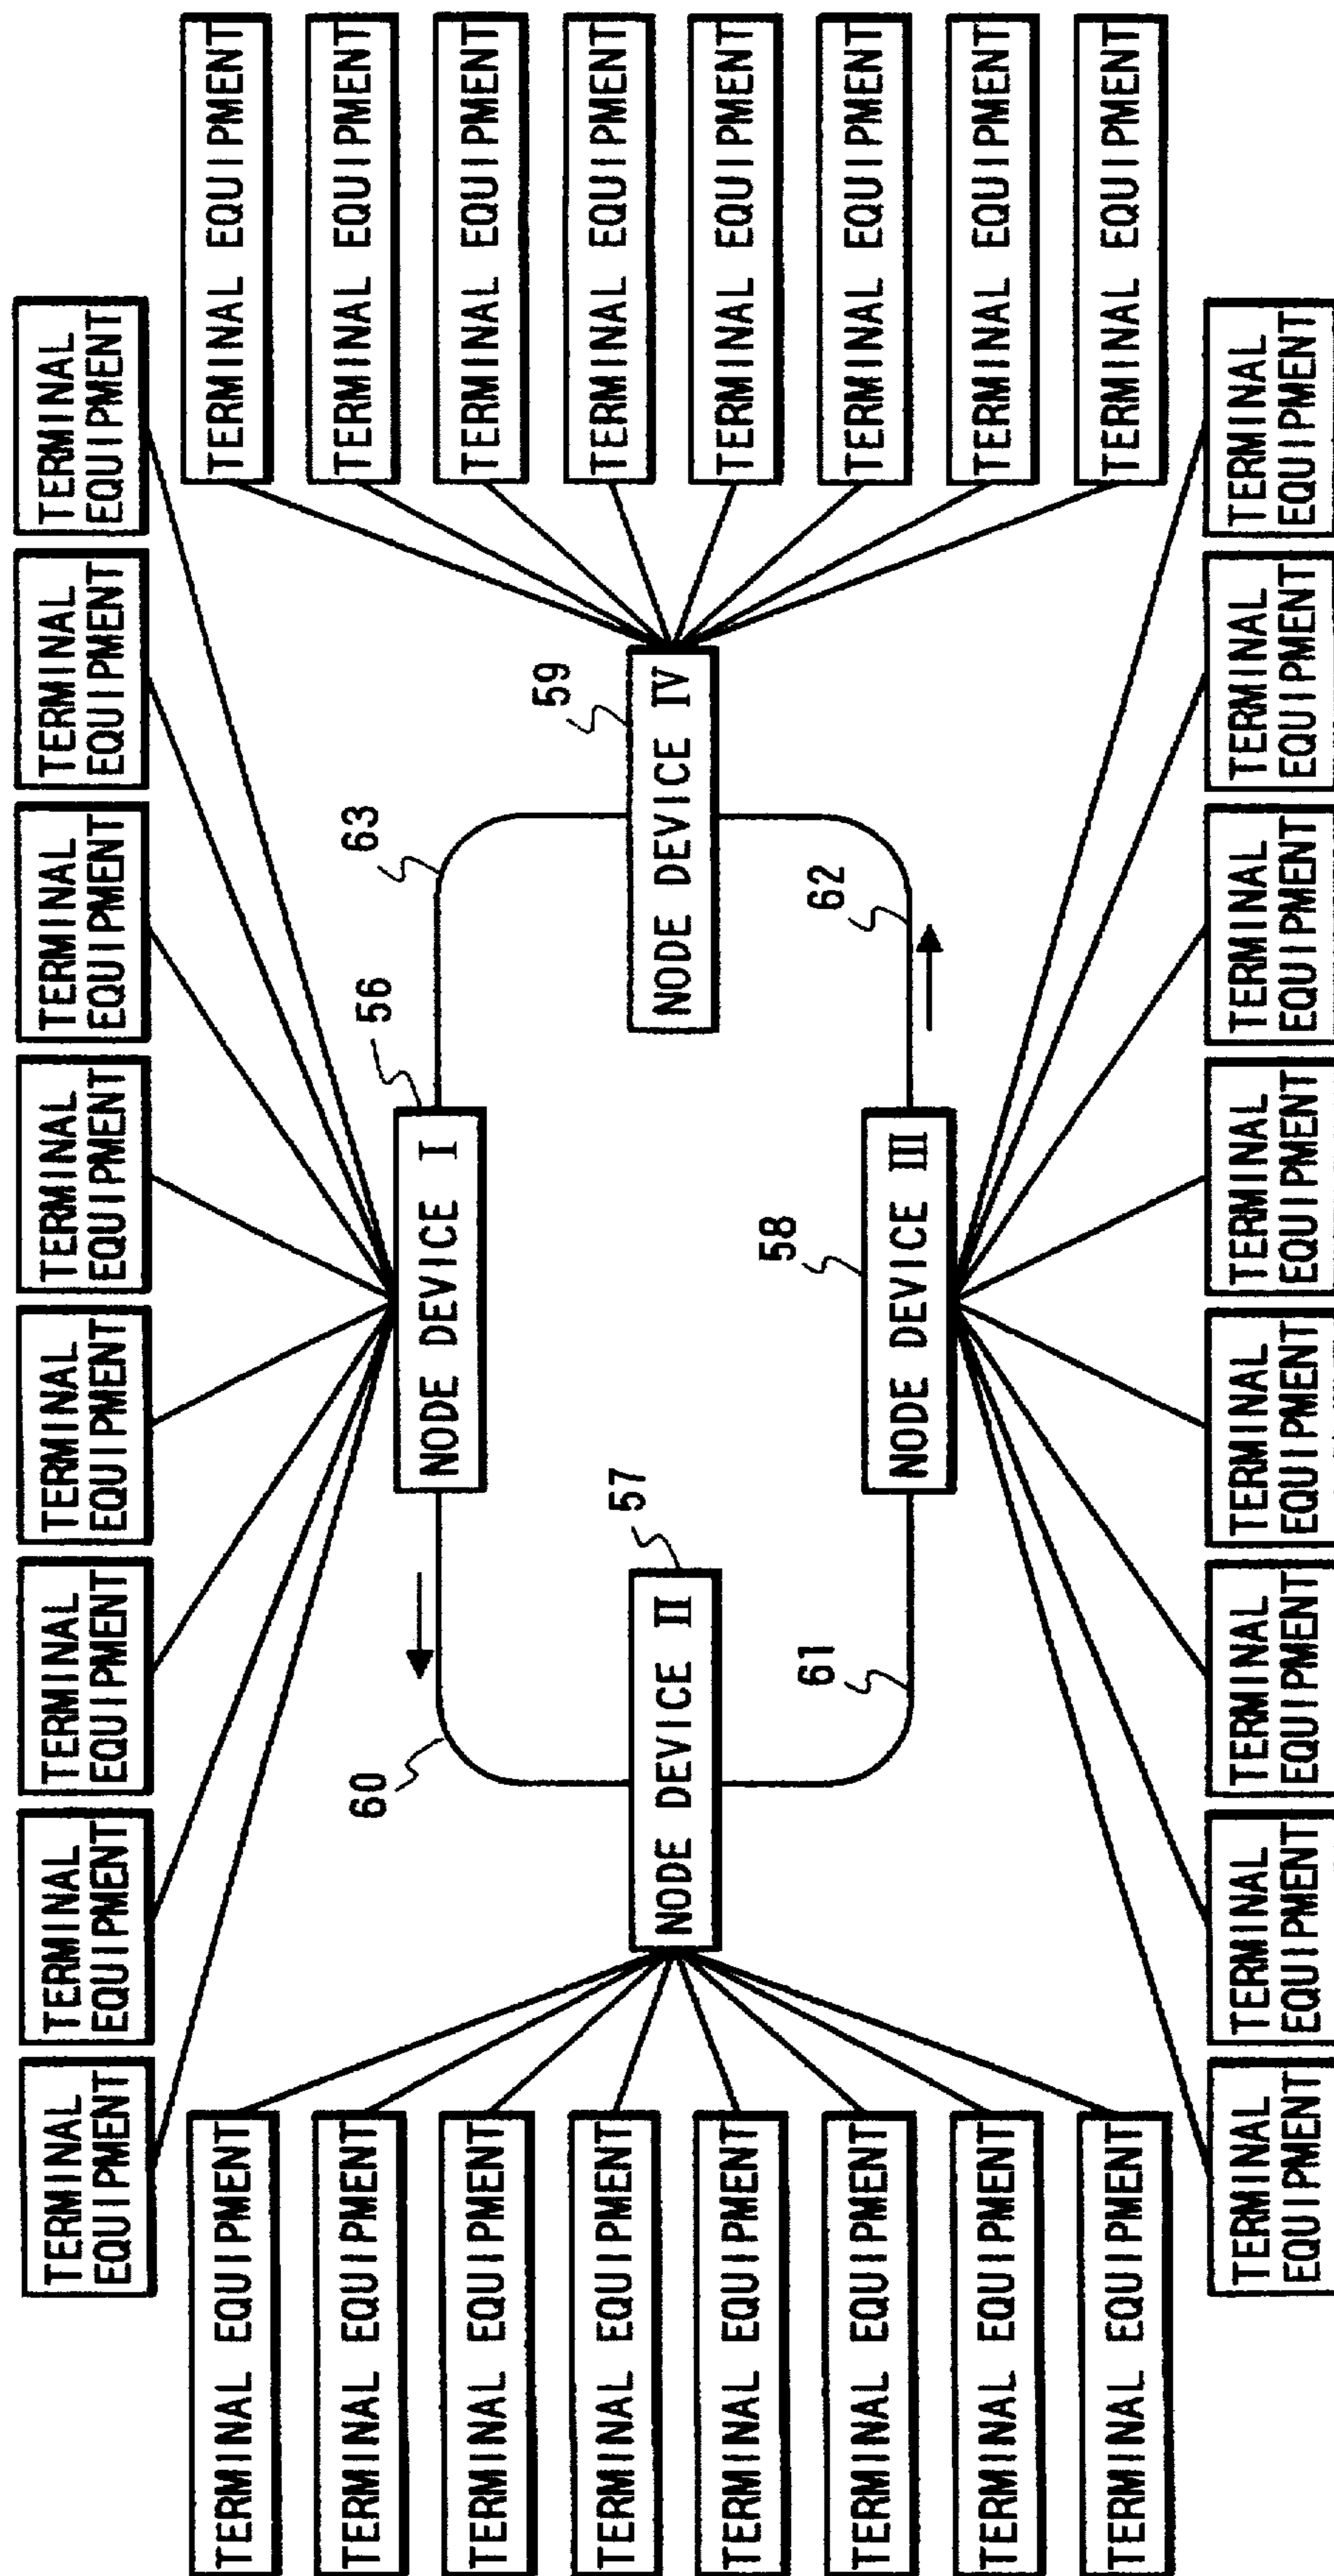 TERMINAL
EQUIPMENT
TERMINAL
EQUIPMENT
TERMINAL
EQUIPMENT
TERMINAL
EQUIPMENT
TERMINAL
EQUIPMENT
TERMINAL
EQUIPMENT
TERMINAL
EQUIPMENT
TERMINAL
EQUIPMENT
TERMINAL EQUIPMENT
TERMINAL EQUIPMENT
TERMINAL EQUIPMENT
TERMINAL EQUIPMENT
TERMINAL EQUIPMENT
TERMINAL EQUIPMENT
TERMINAL EQUIPMENT
TERMINAL EQUIPMENT
60
56
63
NODE DEVICE I
57
59
NODE DEVICE II
NODE DEVICE IV
58
61
62
NODE DEVICE III
TERMINAL EQUIPMENT
TERMINAL EQUIPMENT
TERMINAL EQUIPMENT
TERMINAL EQUIPMENT
TERMINAL EQUIPMENT
TERMINAL EQUIPMENT
TERMINAL EQUIPMENT
TERMINAL EQUIPMENT
TERMINAL
EQUIPMENT
TERMINAL
EQUIPMENT
TERMINAL
EQUIPMENT
TERMINAL
EQUIPMENT
TERMINAL
EQUIPMENT
TERMINAL
EQUIPMENT
TERMINAL
EQUIPMENT
TERMINAL
EQUIPMENT